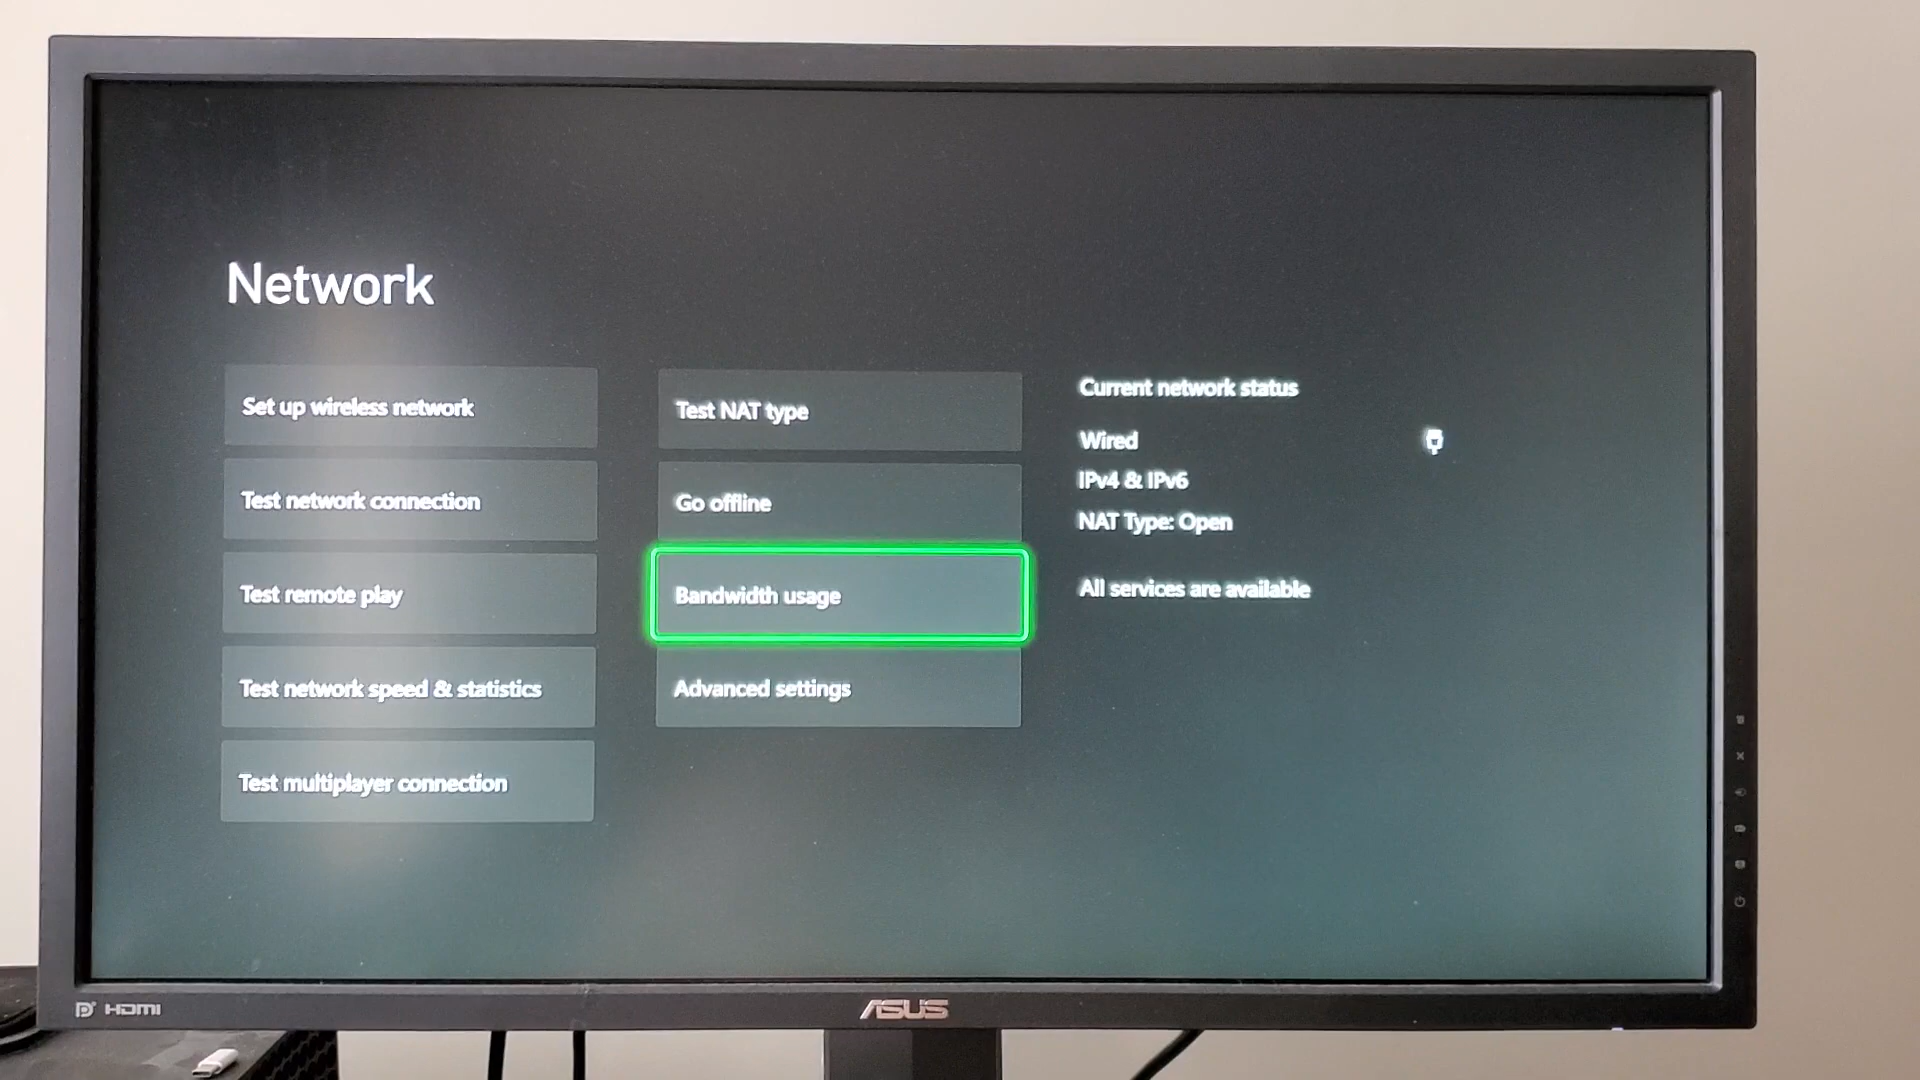 Network
Set up wireless network
Test network connection
Test remote play
Test network speed & statistics
Test multiplayer connection
Test NAT type
Go offline
Bandwidth usage
Advanced settings
Current network status
Wired
IPv4 & IPv6
NAT Type: Open
All services are available
HDMI
ASUS